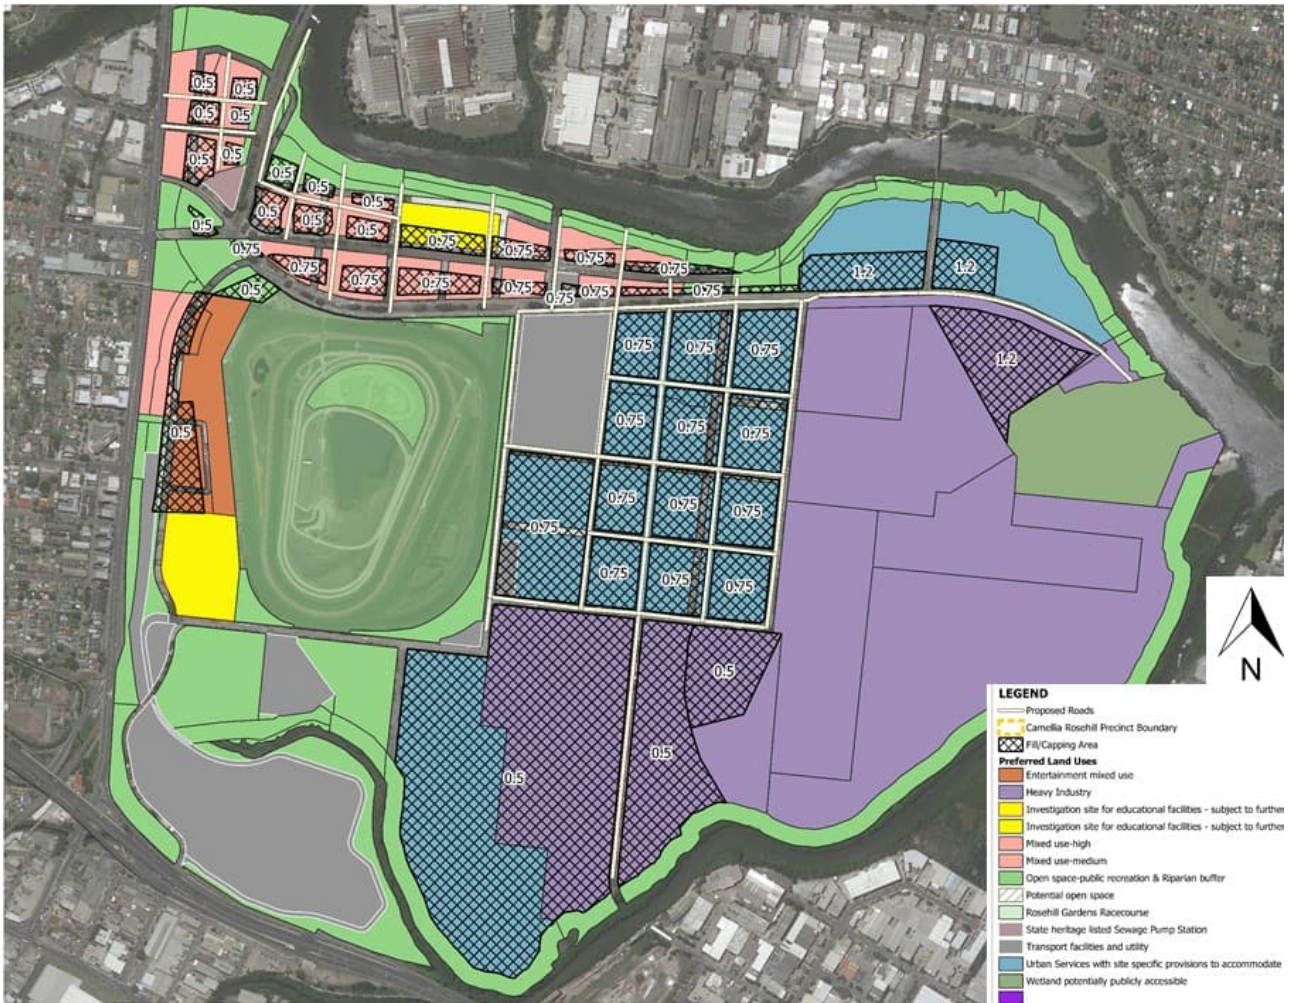 0.5
0.5
0.5
0.5
0.5
0.5
0.5
0.5
0.5
0.5
0.5
0.5
0.5
0.5
0.75
0.75
0.75
0.75
0.75
0.75
0.75
0.75
0.75
0.75
0.75
0.75
0.75
0.5
1.2
1.2
1.2
0.75
0.75
0.75
0.75
0.75
0.75
0.5
0.75
0.75
0.75
0.75
0.75
0.75
0.75
0.5
0.5
0.5
N
LEGEND
Proposed Roads
Camellia Rosehill Precinct Boundary
Fill/Capping Area
Preferred Land Uses
Entertainment mixed use
Heavy Industry
Investigation site for educational facilities - subject to further
Investigation site for educational facilities - subject to further
Mixed use-high
Mixed use-medium
Open space-public recreation & Riparian buffer
Potential open space
Rosehill Gardens Racecourse
State heritage listed Sewage Pump Station
Transport facilities and utility
Urban Services with site specific provisions to accommodate
Wetland potentially publicly accessible